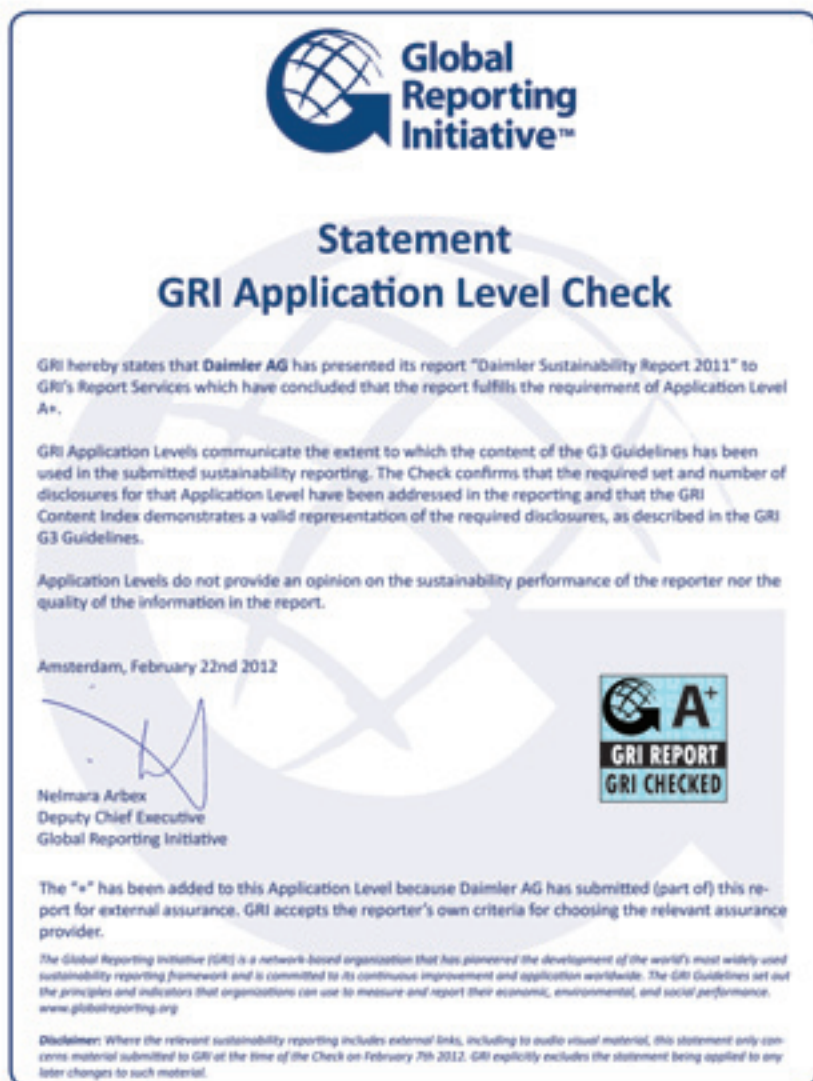 Global
Reporting
Initiative™
Statement
GRI Application Level Check
GRI hereby states that Daimler AG has presented its report "Daimler Sustainability Report 2011" to
GRI's Report Services which have concluded that the report fulfills the requirement of Application Level
A+.
GRI Application Levels communicate the extent to which the content of the G3 Guidelines has been
used in the submitted sustainability reporting. The Check confirms that the required set and number of
disclosures for that Application Level have been addressed in the reporting and that the GRI
Content Index demonstrates a valid representation of the required disclosures, as described in the GRI
G3 Guidelines.
Application Levels do not provide an opinion on the sustainability performance of the reporter nor the
quality of the information in the report.
Amsterdam, February 22nd 2012
A+
GRI REPORT
GRI CHECKED
Nelmara Arbex
Deputy Chief Executive
Global Reporting Initiative
The "+" has been added to this Application Level because Daimler AG has submitted (part of) this re-
port for external assurance. GRI accepts the reporter's own criteria for choosing the relevant assurance
provider.
The Global Reporting Initiative (GRI) is a network-based organization that has pioneered the development of the world's most widely used
sustainability reporting framework and is committed to its continuous improvement and application worldwide. The GRI Guidelines set out
the principles and indicators that organizations can use to measure and report their economic, environmental, and social performance.
www.globalreporting.org
Disclaimer: Where the relevant sustainability reporting includes external links, including to audio visual material, this statement only con-
cerns material submitted to GRI at the time of the Check on February 7th 2012. GRI explicitly excludes the statement being applied to any
later changes to such material.